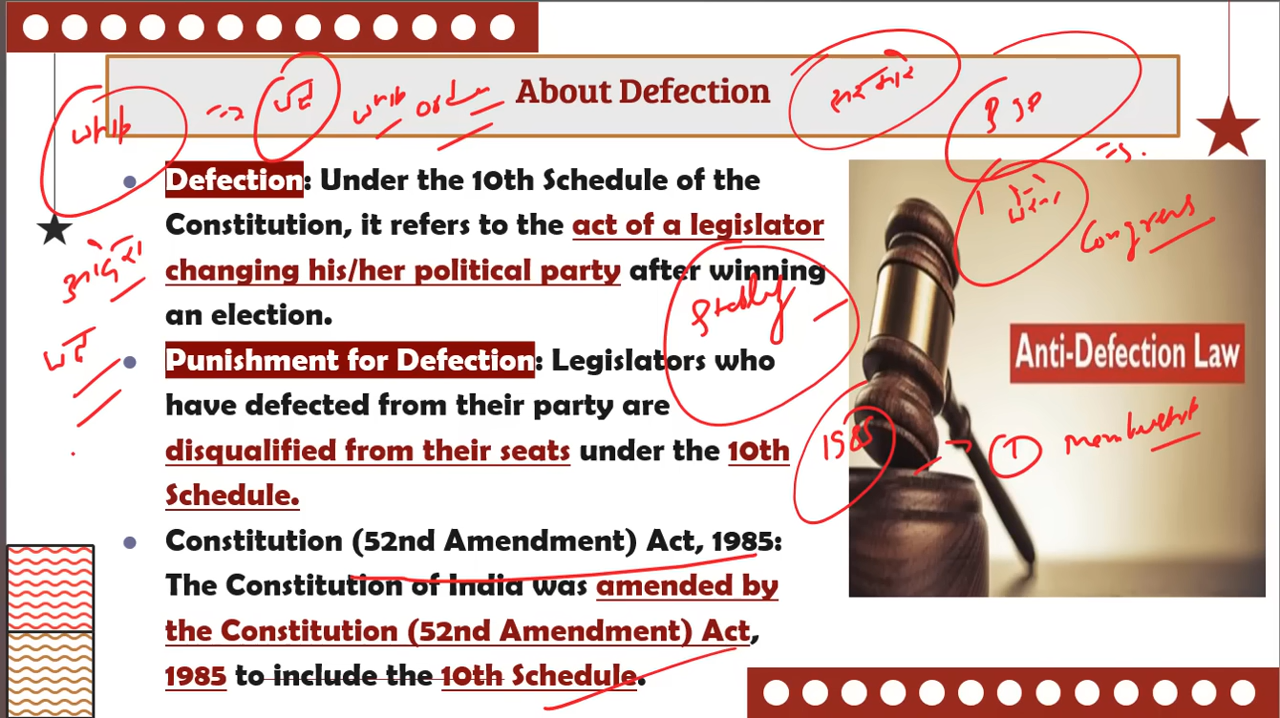 About Defection
whip
order
BJP
Congress
Defection: Under the 10th Schedule of the
Constitution, it refers to the act of a legislator
changing his/her political party after winning
an election.
Punishment for Defection: Legislators who
have defected from their party are
disqualified from their seats under the 10th
Schedule.
Constitution (52nd Amendment) Act, 1985:
The Constitution of India was amended by
the Constitution (52nd Amendment) Act,
1985 to include the 10th Schedule.
Anti-Defection Law
1985